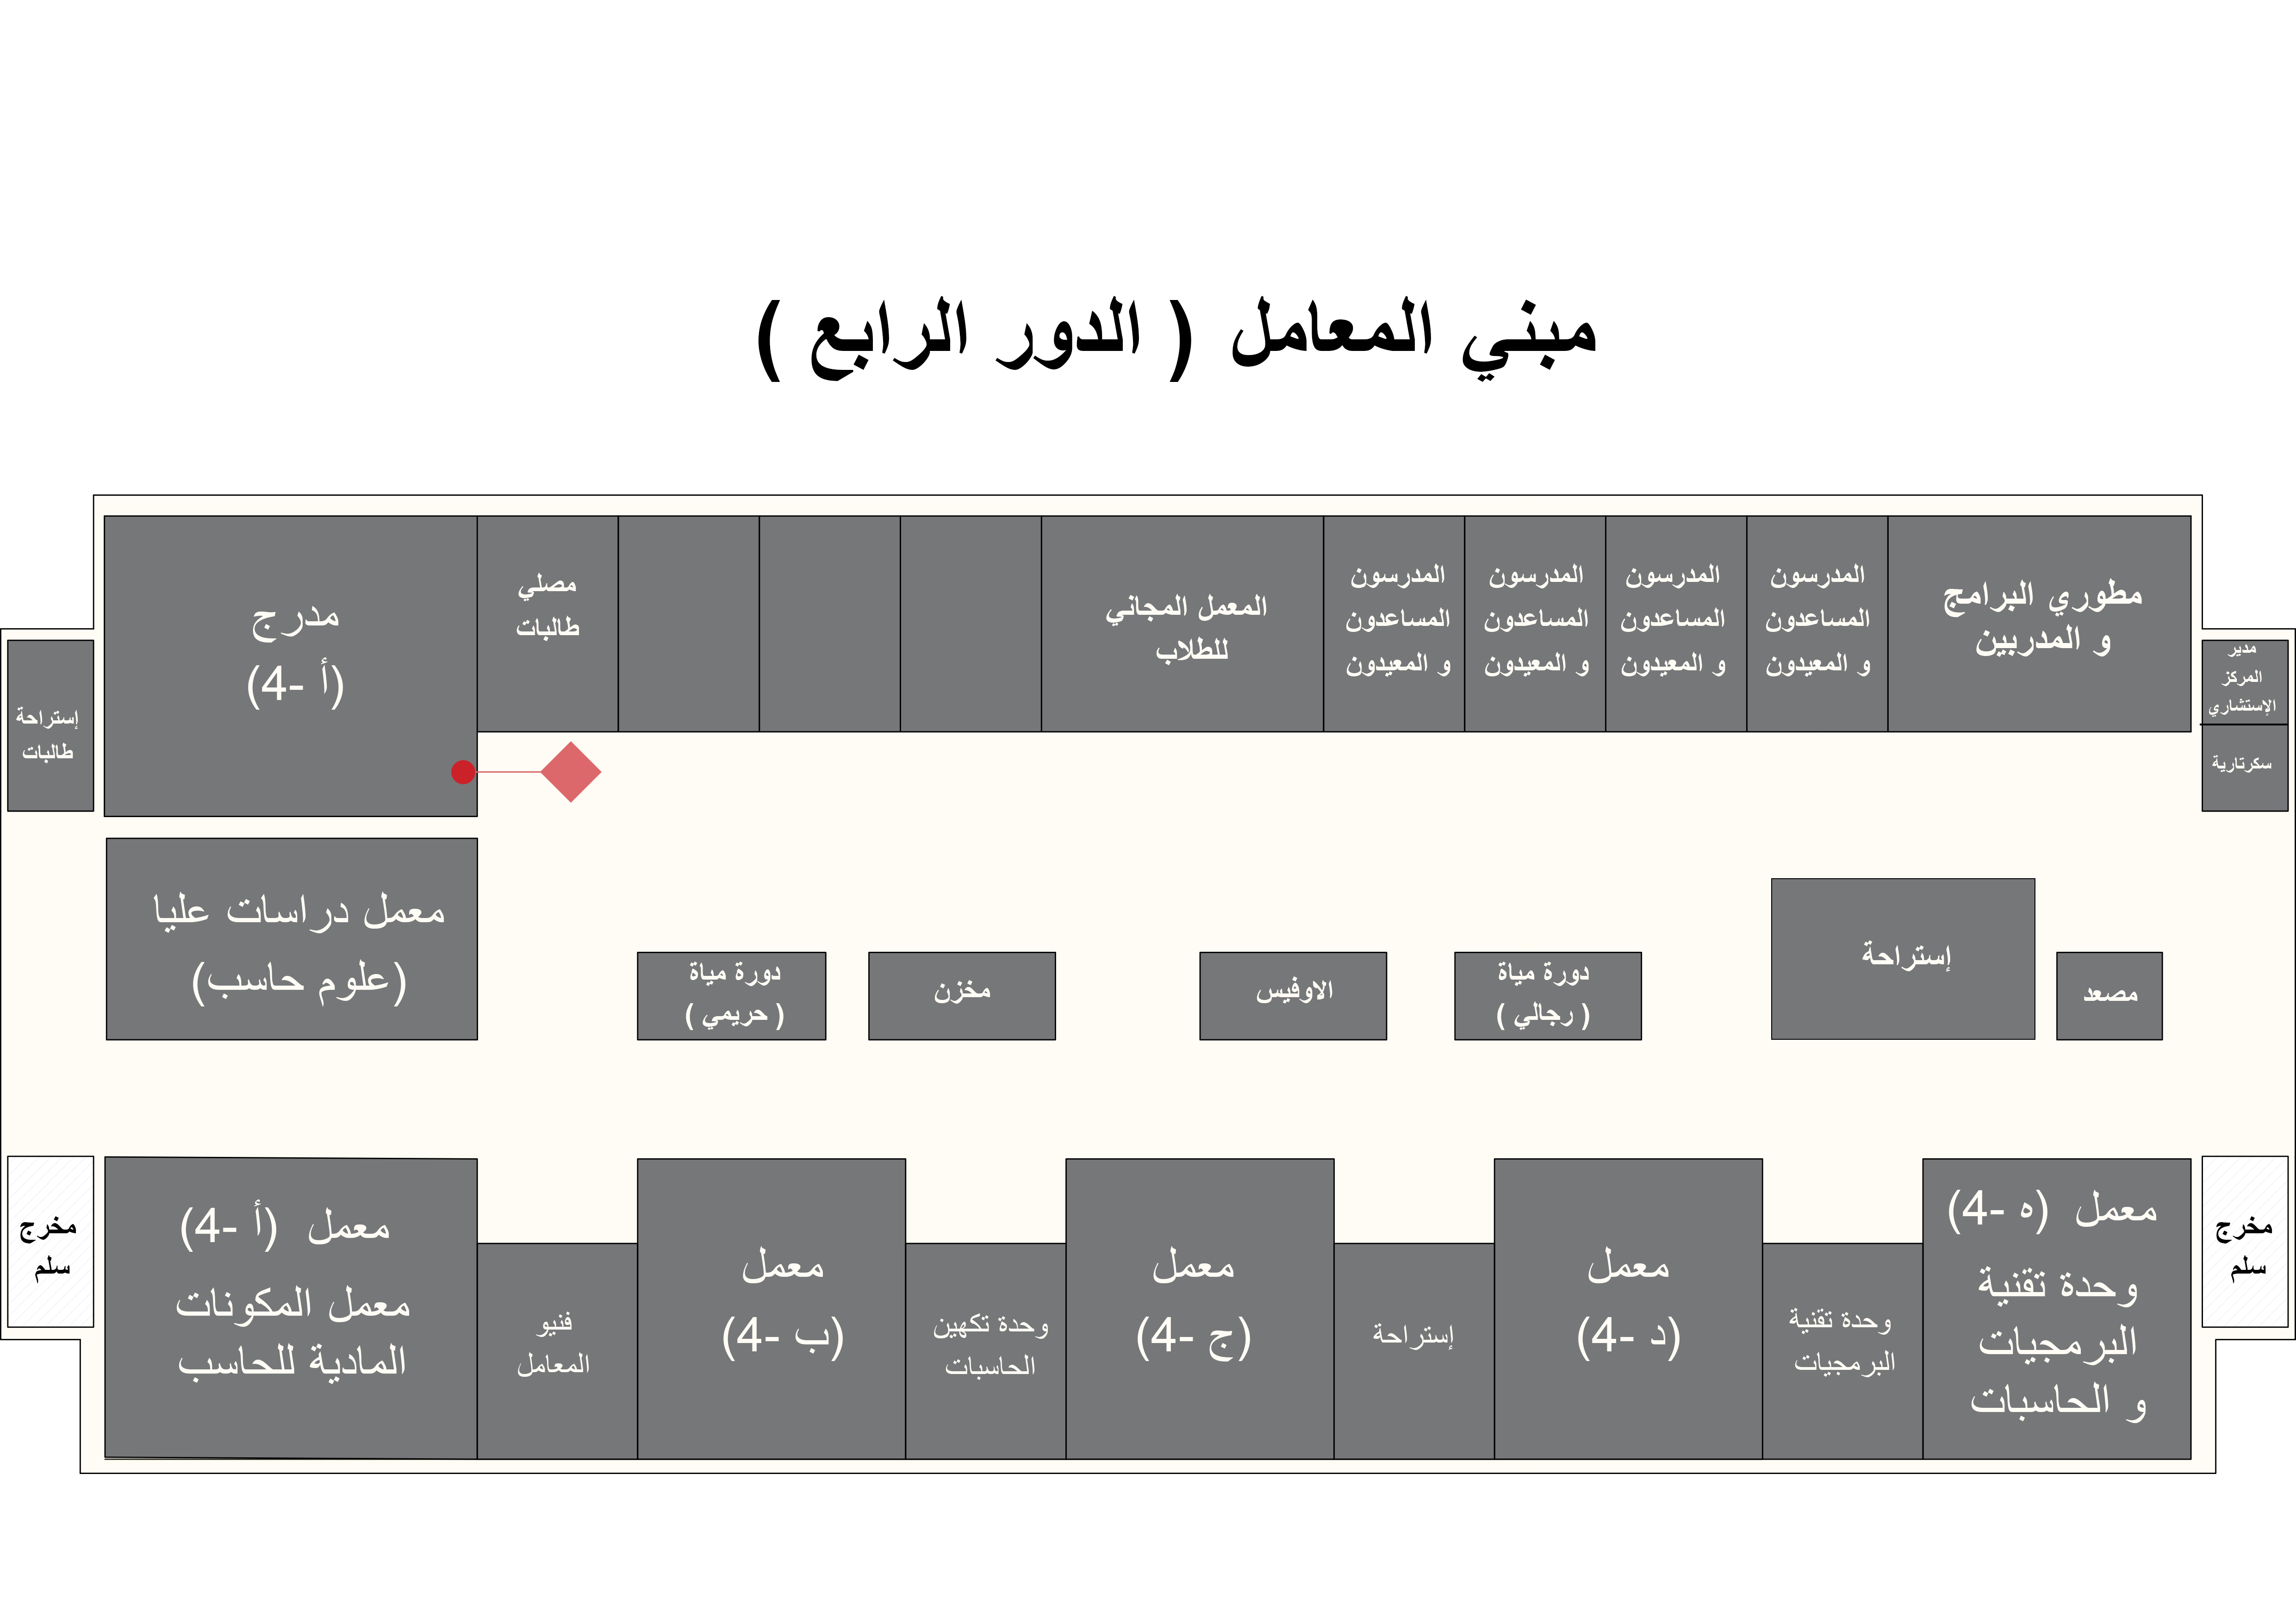 مبني المعامل ( الدور الرابع )
مطوري البرامج
و المدربين
المدرسون
المساعدون
و المعيدون
المدرسون
المساعدون
و المعيدون
المدرسون
المساعدون
و المعيدون
المدرسون
المساعدون
و المعيدون
المعمل المجاني
للطلاب
مصلي
طالبات
مدرج
(أ -4)
مدير
المركز
الإستشاري
سكرتارية
إستراحة
طالبات
مصعد
إستراحة
دورة مياة
( رجالي )
الاوفيس
مخزن
دورة مياة
( حريمي )
معمل دراسات عليا
(علوم حاسب)
مخرج
سلم
معمل (ه -4)
وحدة تقنية
البرمجيات
و الحاسبات
وحدة تقنية
البرمجيات
معمل
(د -4)
إستراحة
معمل
(ج -4)
وحدة تكهين
الحاسبات
معمل
(ب -4)
فنيو
المعامل
معمل (أ -4)
معمل المكونات
المادية للحاسب
مخرج
سلم